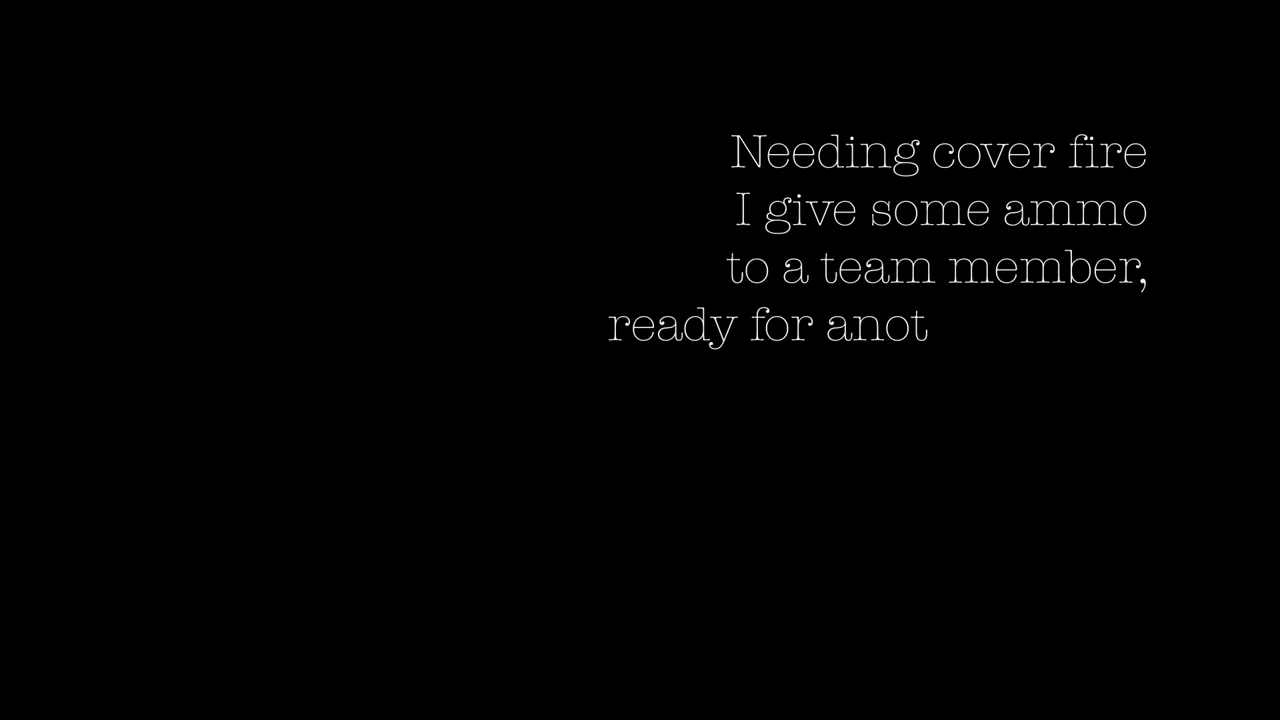 Needing cover fire
I give some ammo
to a team member,
ready for anot